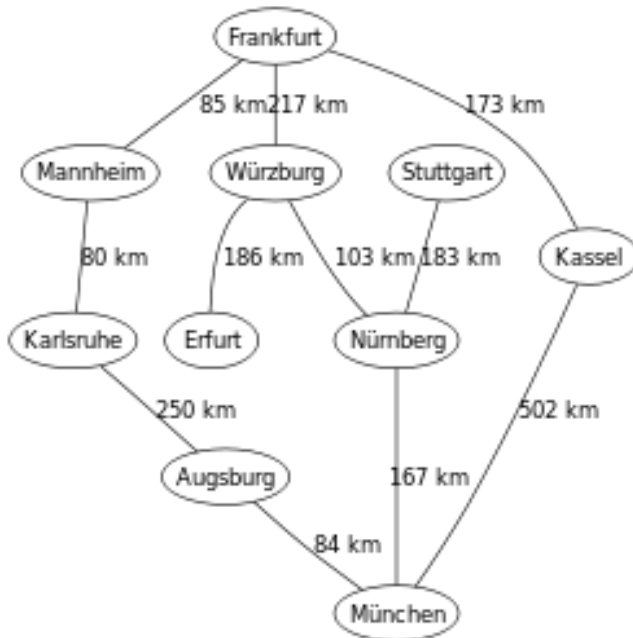 Frankfurt
85 km
217 km
173 km
Mannheim
Würzburg
Stuttgart
80 km
186 km
103 km
183 km
Kassel
Karlsruhe
Erfurt
Nürnberg
250 km
502 km
Augsburg
167 km
84 km
München